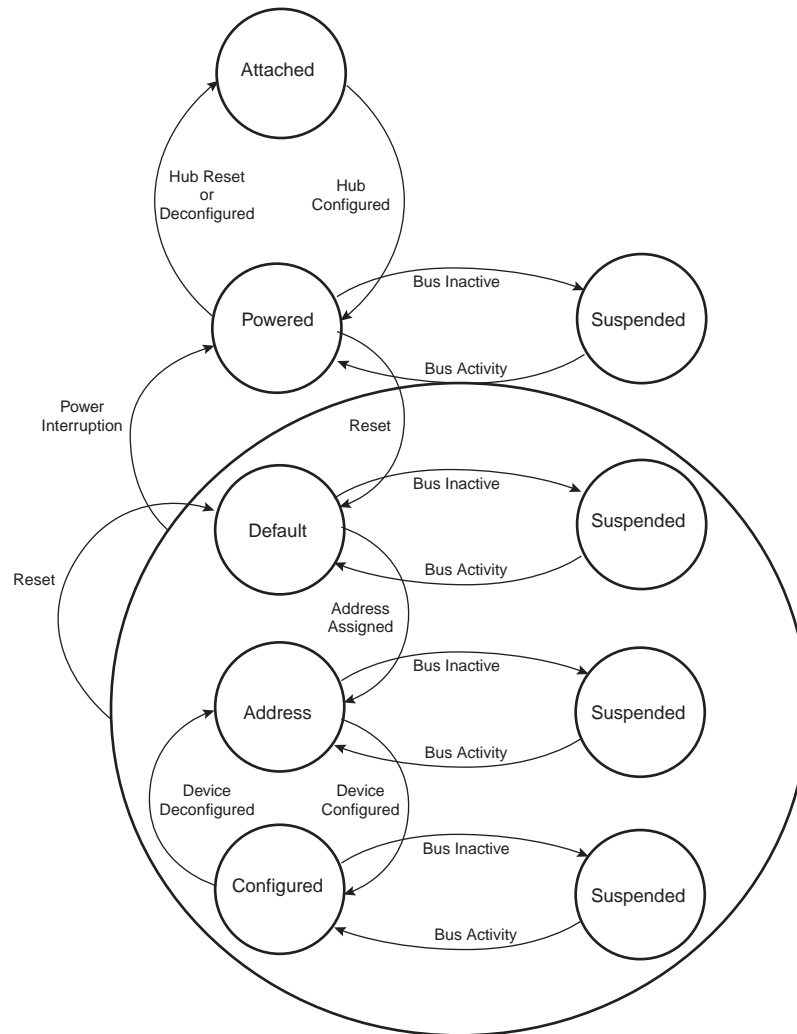 Attached
Hub Reset
or
Deconfigured
Hub
Configured
Bus Inactive
Powered
Suspended
Bus Activity
Power
Interruption
Reset
Bus Inactive
Default
Suspended
Bus Activity
Reset
Address
Assigned
Bus Inactive
Address
Suspended
Bus Activity
Device
Deconfigured
Device
Configured
Bus Inactive
Configured
Suspended
Bus Activity